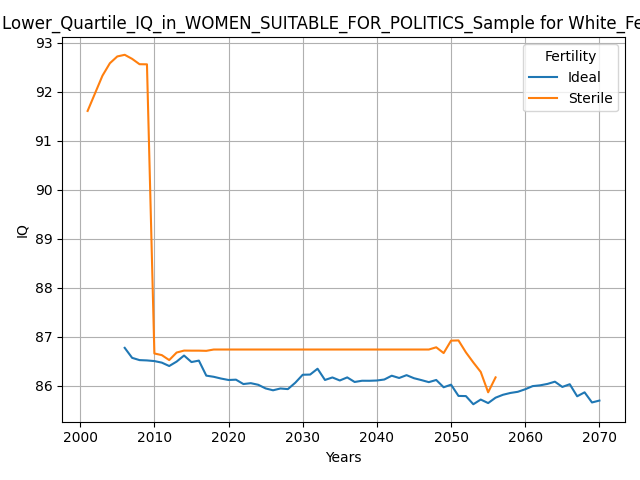 Lower_Quartile_IQ_in_WOMEN_SUITABLE_FOR_POLITICS_Sample for White_Fe
93
92
91
90
89
88
87
86
IQ
Fertility
Ideal
Sterile
2000 2010 2020 2030 2040 2050 2060 2070
Years